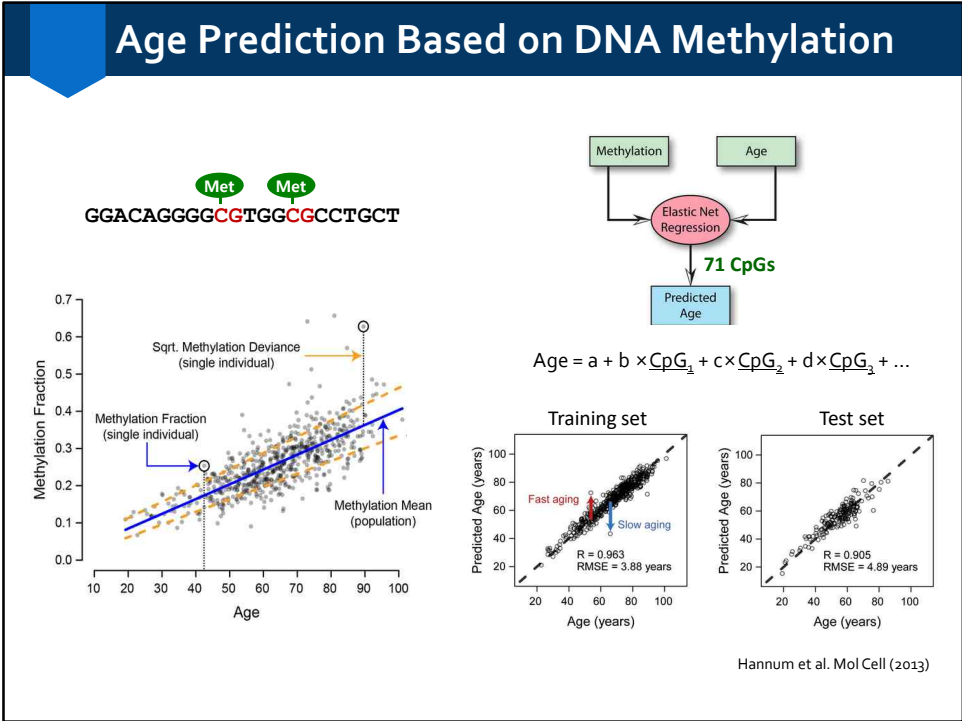 Age Prediction Based on DNA Methylation
Met Met
GGACAGGGGCGTGGCGCCTGCT
Methylation Age
Elastic Net
Regression
71 CpGs
Predicted
Age
Age = a + b × CpG₁ + c× CpG₂ + d× CpG₃ + ...
0.7
0.6
0.5
0.4
0.3
0.2
0.1
0.0
Methylation Fraction
Sqrt. Methylation Deviance
(single individual)
Methylation Fraction
(single individual)
Methylation Mean
(population)
10 20 30 40 50 60 70 80 90 100
Age
Training set
100
80
60
40
20
Predicted Age (years)
Fast aging
Slow aging
R = 0.963
RMSE = 3.88 years
20 40 60 80 100
Age (years)
Test set
100
80
60
40
20
Predicted Age (years)
R = 0.905
RMSE = 4.89 years
20 40 60 80 100
Age (years)
Hannum et al. Mol Cell (2013)